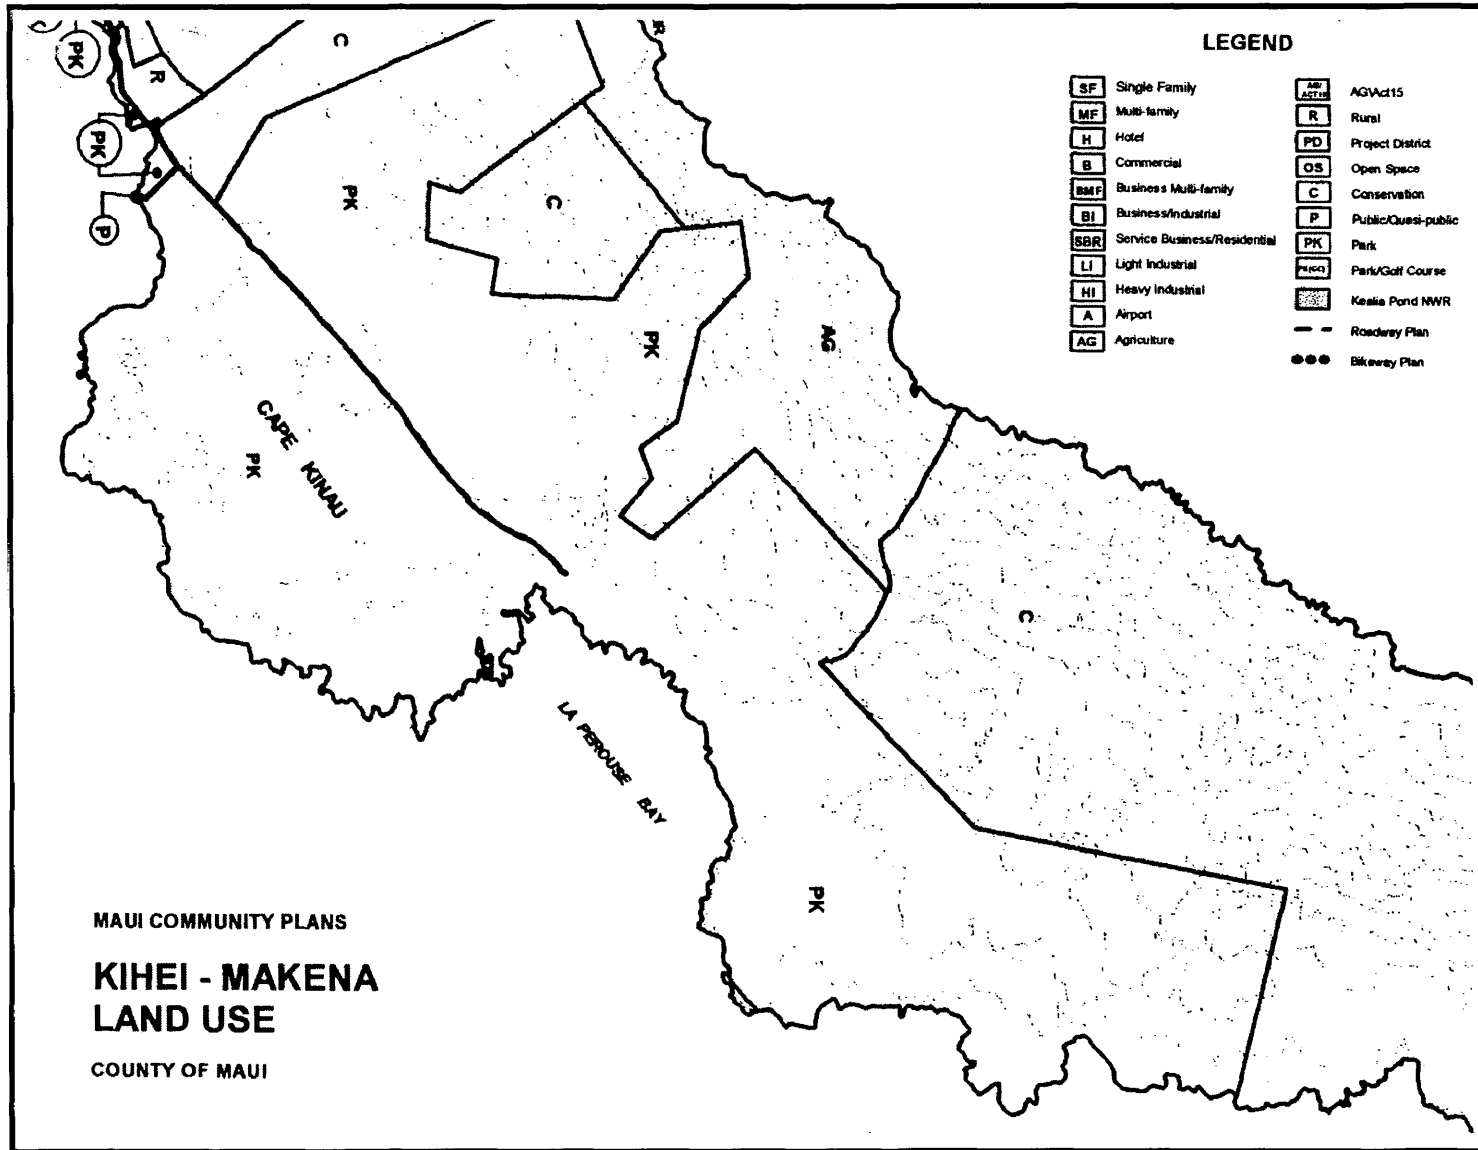 LEGEND
SF Single Family
MF Multi-family
H Hotel
B Commercial
BMF Business Multi-family
BI Business/Industrial
SBR Service Business/Residential
LI Light Industrial
HI Heavy Industrial
A Airport
AG Agriculture
AG/ACT15 AG\Act15
R Rural
PD Project District
OS Open Space
C Conservation
P Public/Quasi-public
PK Park
PK(GC) Park/Golf Course
Kealia Pond NWR
Roadway Plan
Bikeway Plan
PK
R
C
PK
P
PK
C
PK
AG
CAPE KINAU
PK
C
LA PEROUSE BAY
PK
MAUI COMMUNITY PLANS
KIHEI - MAKENA
LAND USE
COUNTY OF MAUI